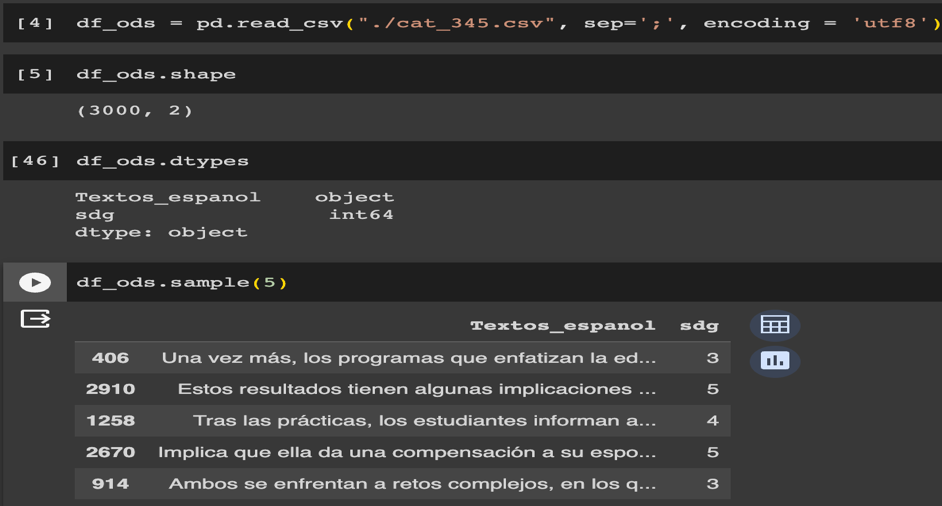 [4] df_ods = pd.read_csv("./cat_345.csv", sep=';', encoding = 'utf8')
[5] df_ods.shape
(3000, 2)
[46] df_ods.dtypes
Textos_espanol object
sdg int64
dtype: object
df_ods.sample(5)
Textos_espanol sdg
406 Una vez más, los programas que enfatizan la ed... 3
2910 Estos resultados tienen algunas implicaciones ... 5
1258 Tras las prácticas, los estudiantes informan a... 4
2670 Implica que ella da una compensación a su espo... 5
914 Ambos se enfrentan a retos complejos, en los q... 3